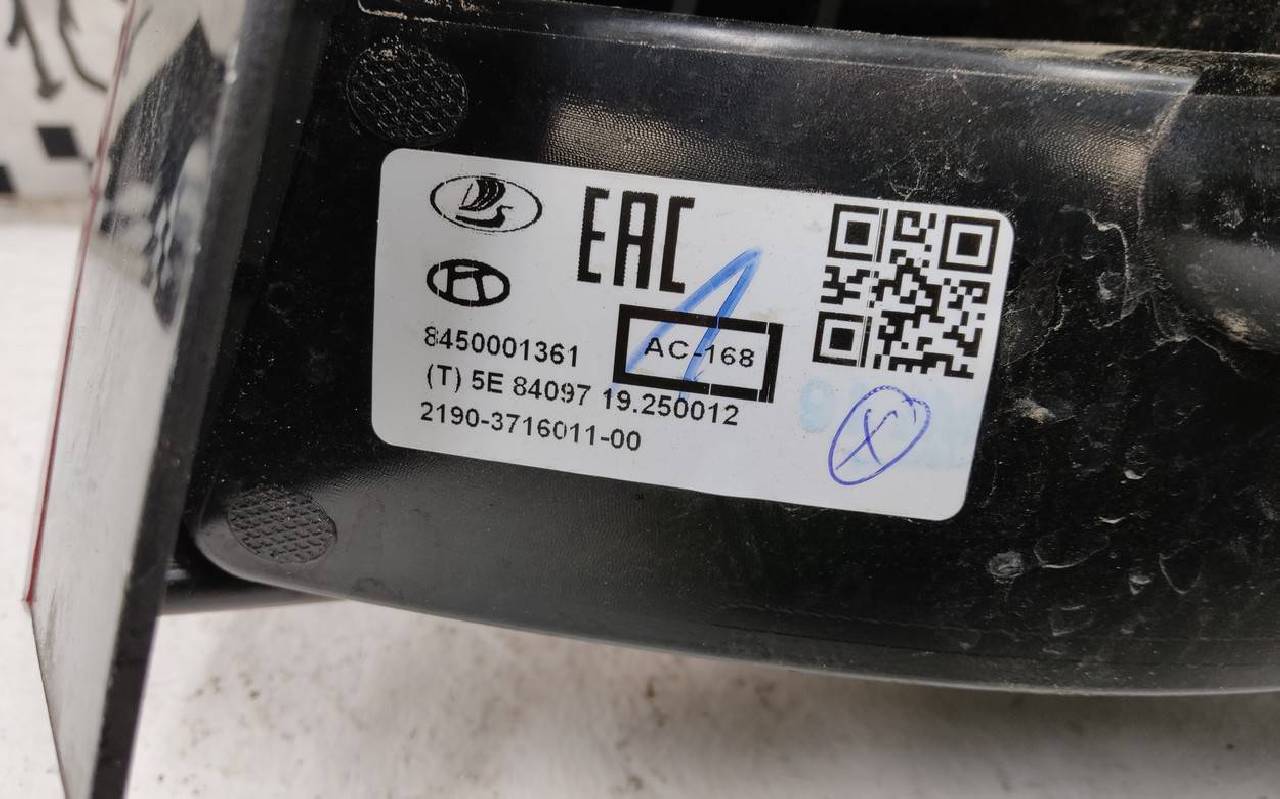 EAC
AC-168
8450001361
(T) 5E 84097 19.250012
2190-3716011-00